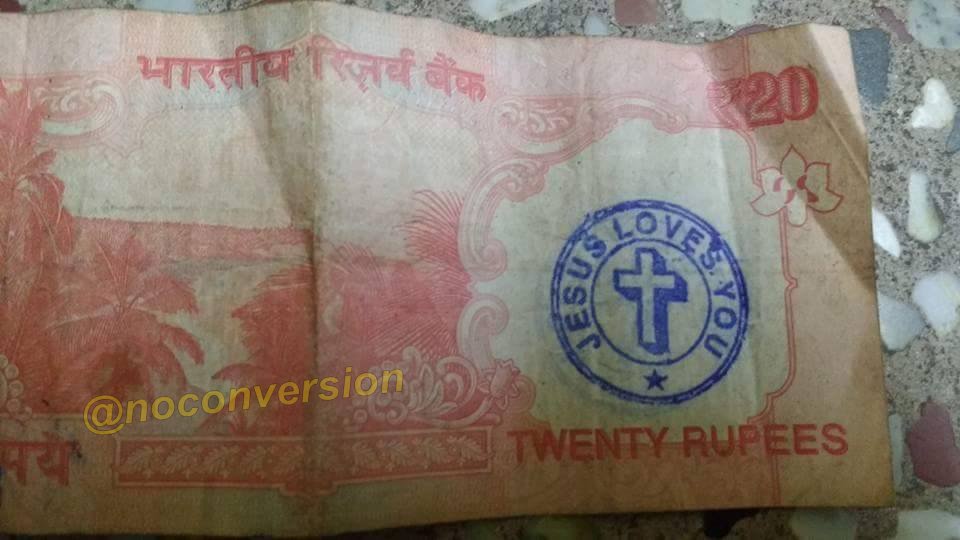 भारतीय रिज़र्व बैंक
₹20
JESUS LOVES YOU
@noconversion
TWENTY RUPEES